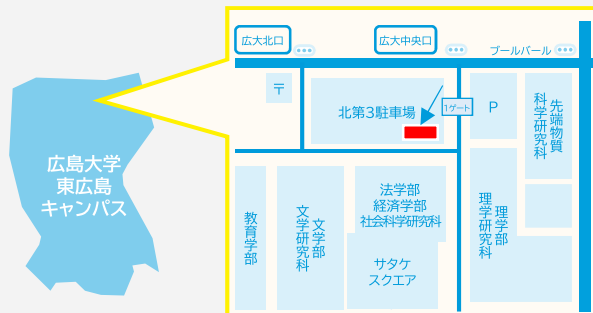 広大北口
広大中央口
ブールバール
〒
北第3駐車場
1ゲート
P
先端物質
科学研究科
広島大学
東広島
キャンパス
教育学部
文学部
文学研究科
法学部
経済学部
社会科学研究科
サタケ
スクエア
理学部
理学研究科